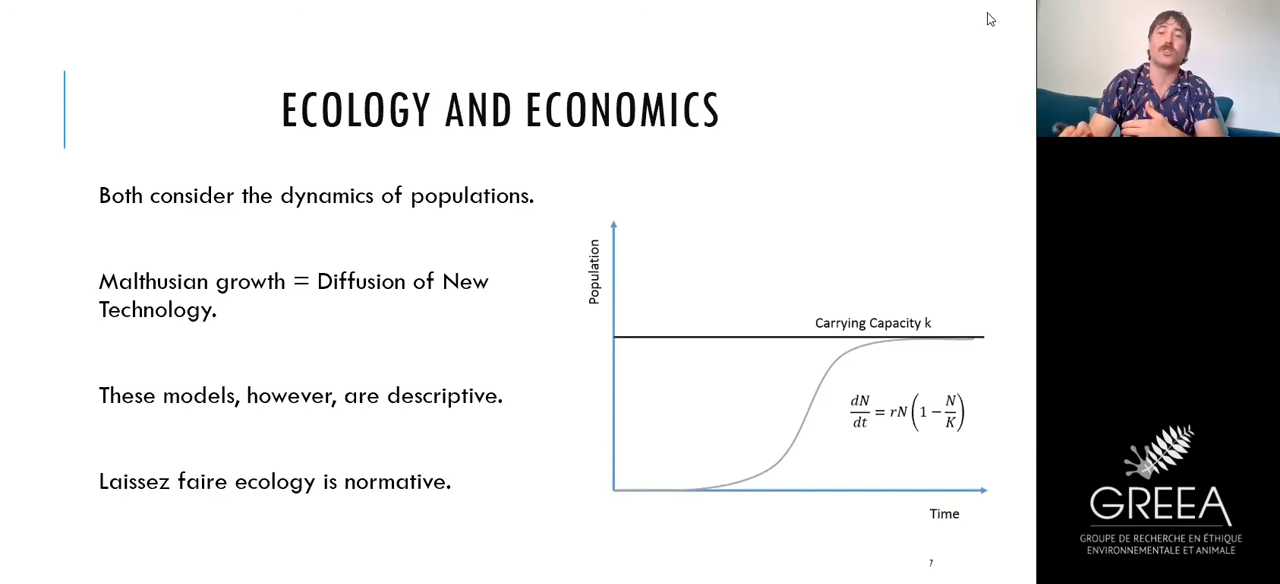 ECOLOGY AND ECONOMICS
Both consider the dynamics of populations.
Malthusian growth = Diffusion of New
Technology.
These models, however, are descriptive.
Laissez faire ecology is normative.
Population
Carrying Capacity k
dN/dt = rN(1 − N/K)
Time
7
GREEA
GROUPE DE RECHERCHE EN ÉTHIQUE
ENVIRONNEMENTALE ET ANIMALE